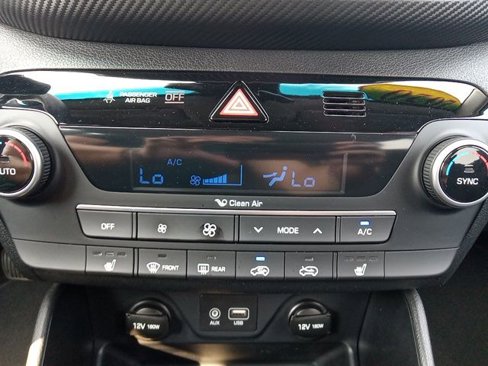 PASSENGER AIR BAG OFF
A/C
Lo Lo
AUTO
SYNC
Clean Air
OFF MODE A/C
FRONT REAR
12V 180W AUX USB 12V 180W